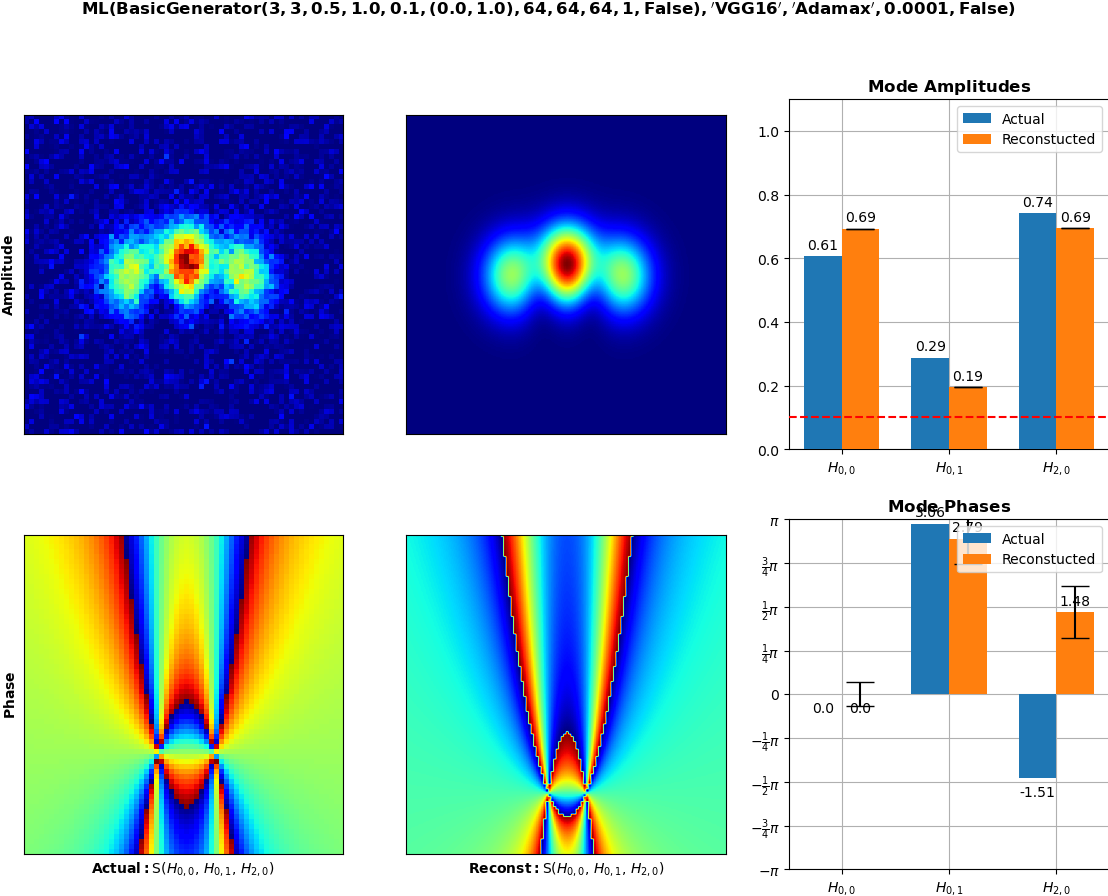 ML(BasicGenerator(3, 3, 0.5, 1.0, 0.1, (0.0, 1.0), 64, 64, 64, 1, False), ′VGG16′, ′Adamax′, 0.0001, False)
Amplitude
Mode Amplitudes
Actual
Reconstucted
1.0
0.8
0.6
0.4
0.2
0.0
0.61
0.69
0.29
0.19
0.74
0.69
H0,0
H0,1
H2,0
Phase
Actual: S(H0,0, H0,1, H2,0)
Reconst: S(H0,0, H0,1, H2,0)
Mode Phases
Actual
Reconstucted
π
3/4π
1/2π
1/4π
0
−1/4π
−1/2π
−3/4π
−π
0.0
0.0
3.06
2.79
-1.51
1.48
H0,0
H0,1
H2,0